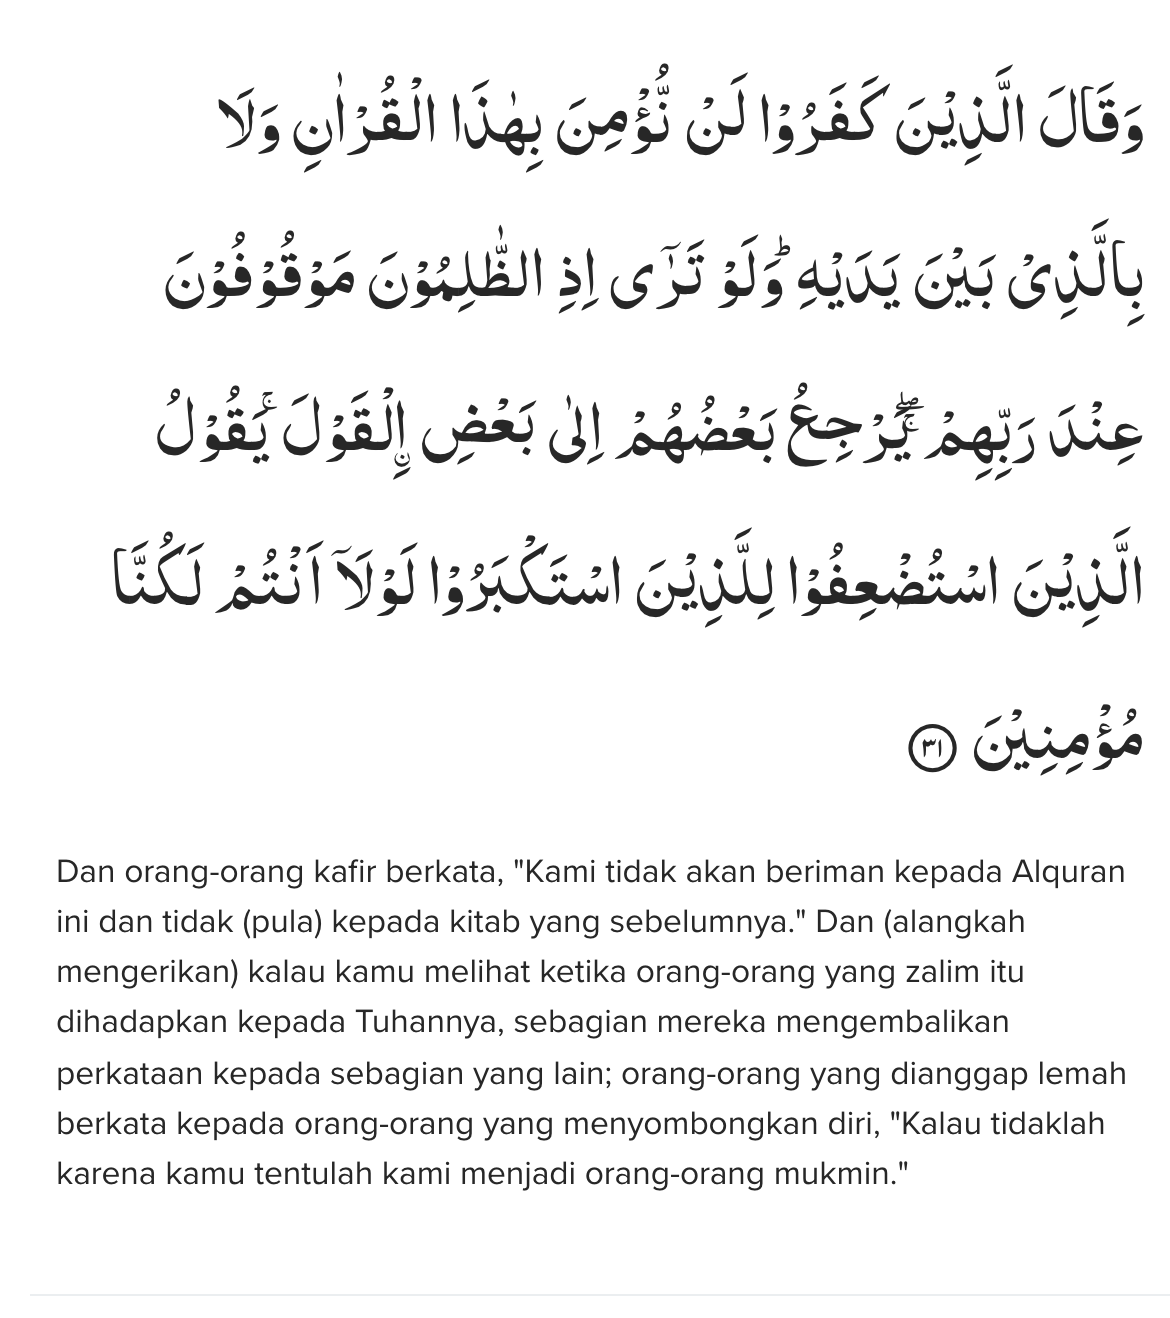 وَقَالَ الَّذِيْنَ كَفَرُوْا لَنْ نُّؤْمِنَ بِهٰذَا الْقُرْاٰنِ وَلَا
بِالَّذِيْ بَيْنَ يَدَيْهِۗ وَلَوْ تَرٰٓى اِذِ الظّٰلِمُوْنَ مَوْقُوْفُوْنَ
عِنْدَ رَبِّهِمْۖۚ يَرْجِعُ بَعْضُهُمْ اِلٰى بَعْضِ ِۨالْقَوْلَۚ يَقُوْلُ
الَّذِيْنَ اسْتُضْعِفُوْا لِلَّذِيْنَ اسْتَكْبَرُوْا لَوْلَآ اَنْتُمْ لَكُنَّا
مُؤْمِنِيْنَ ٣١
Dan orang-orang kafir berkata, "Kami tidak akan beriman kepada Alquran
ini dan tidak (pula) kepada kitab yang sebelumnya." Dan (alangkah
mengerikan) kalau kamu melihat ketika orang-orang yang zalim itu
dihadapkan kepada Tuhannya, sebagian mereka mengembalikan
perkataan kepada sebagian yang lain; orang-orang yang dianggap lemah
berkata kepada orang-orang yang menyombongkan diri, "Kalau tidaklah
karena kamu tentulah kami menjadi orang-orang mukmin."